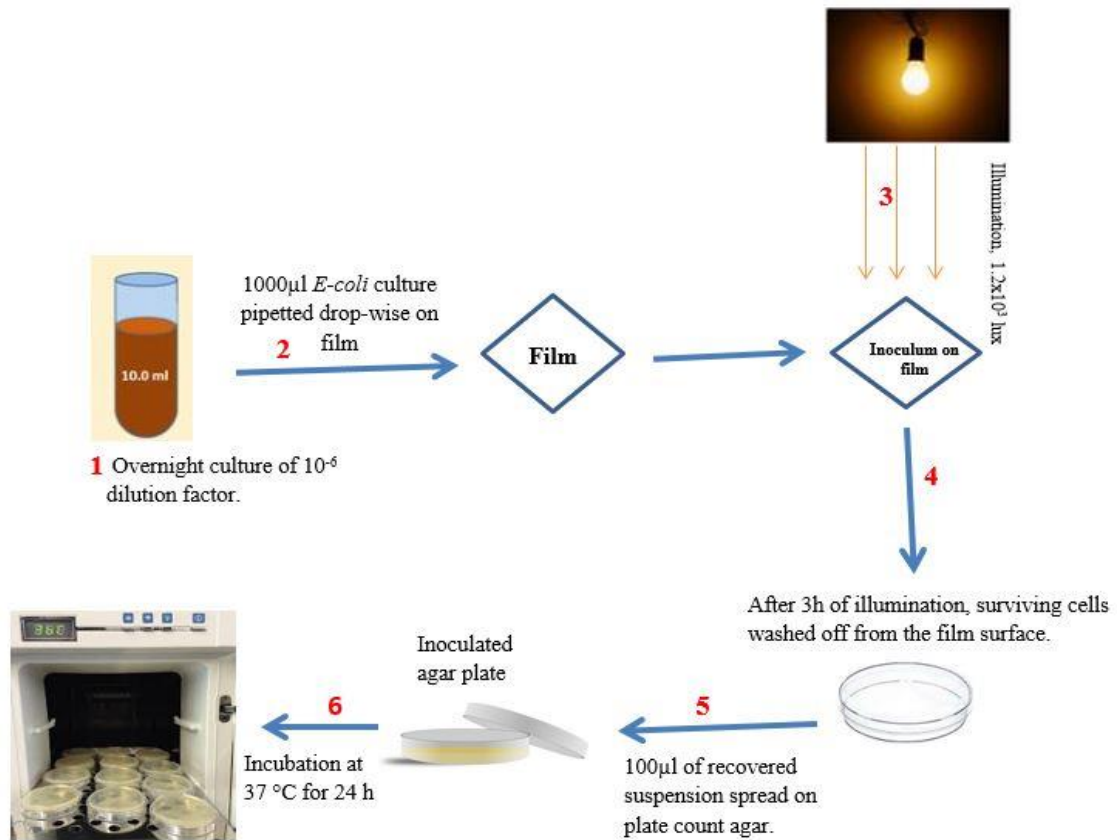 10.0 ml
1 Overnight culture of 10⁻⁶
dilution factor.
1000µl E-coli culture
pipetted drop-wise on
film
2
Film
3
Illumination, 1.2x10³ lux
Inoculum on
film
4
After 3h of illumination, surviving cells
washed off from the film surface.
5
100µl of recovered
suspension spread on
plate count agar.
Inoculated
agar plate
6
Incubation at
37 °C for 24 h